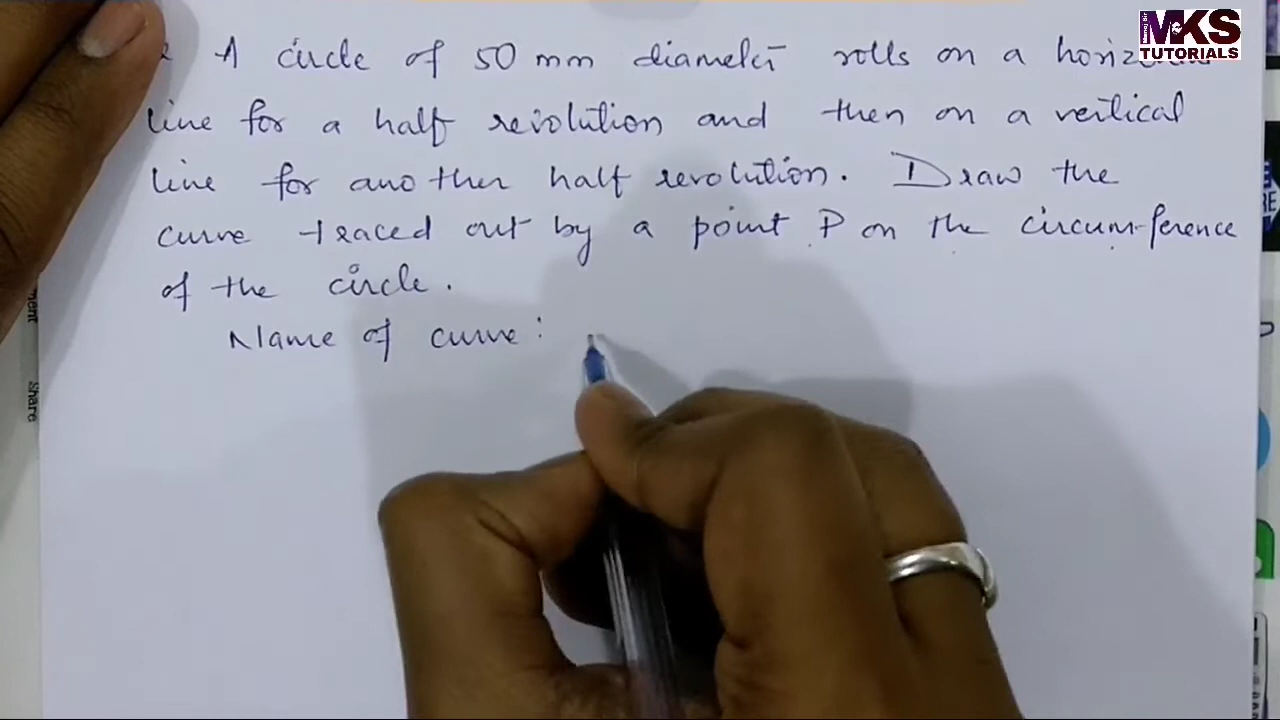 A circle of 50 mm diameter rolls on a horizontal
line for a half revolution and then on a vertical
line for another half revolution. Draw the
curve traced out by a point P on the circumference
of the circle.
Name of curve:
MKS
TUTORIALS
ment
Share